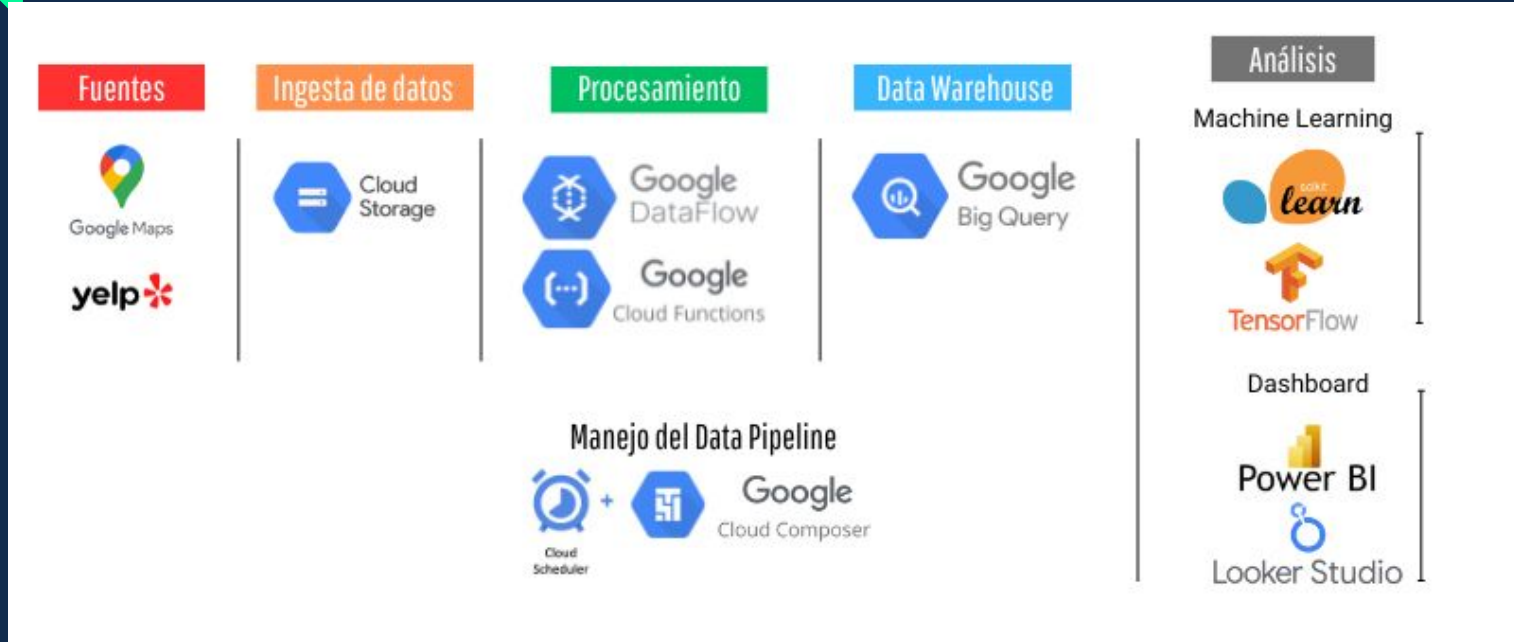 Fuentes
Google Maps
yelp
Ingesta de datos
Cloud
Storage
Procesamiento
Google
DataFlow
Google
Cloud Functions
Data Warehouse
Google
Big Query
Manejo del Data Pipeline
Cloud
Scheduler
+
Google
Cloud Composer
Análisis
Machine Learning
scikit
learn
TensorFlow
Dashboard
Power BI
Looker Studio